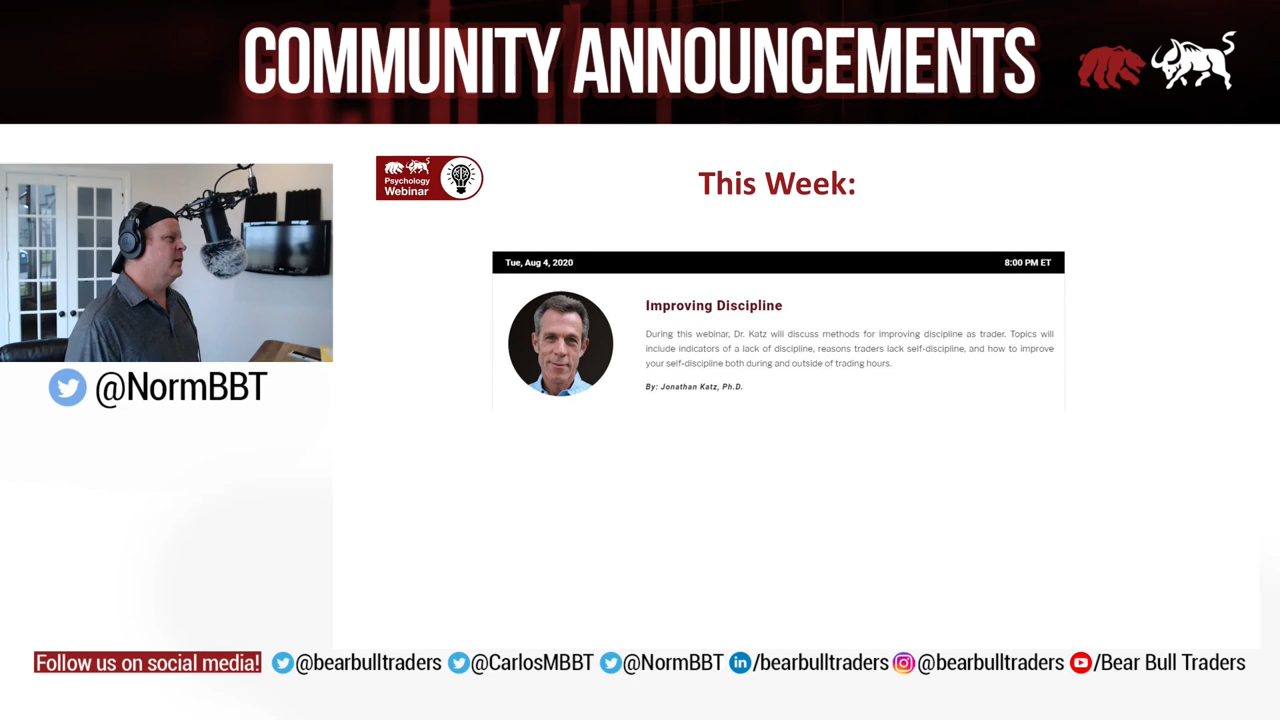 COMMUNITY ANNOUNCEMENTS
Psychology
Webinar
This Week:
Tue, Aug 4, 2020
8:00 PM ET
Improving Discipline
During this webinar, Dr. Katz will discuss methods for improving discipline as trader. Topics will
include indicators of a lack of discipline, reasons traders lack self-discipline, and how to improve
your self-discipline both during and outside of trading hours.
By: Jonathan Katz, Ph.D.
@NormBBT
Follow us on social media! @bearbulltraders @CarlosMBBT @NormBBT /bearbulltraders @bearbulltraders /Bear Bull Traders